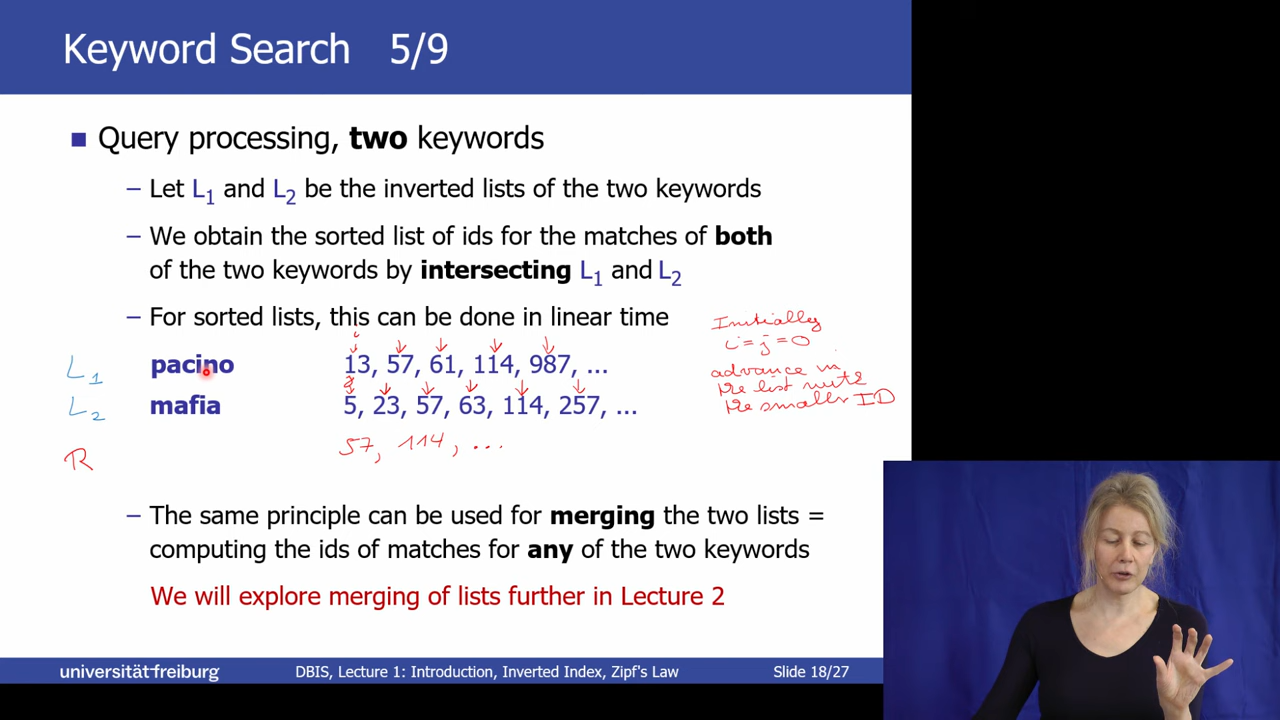 Keyword Search 5/9
■ Query processing, two keywords
– Let L1 and L2 be the inverted lists of the two keywords
– We obtain the sorted list of ids for the matches of both
of the two keywords by intersecting L1 and L2
– For sorted lists, this can be done in linear time
Initially
i = j = 0
advance in
the list with
the smaller ID
L1 pacino 13, 57, 61, 114, 987, ...
L2 mafia 5, 23, 57, 63, 114, 257, ...
R 57, 114, ...
– The same principle can be used for merging the two lists =
computing the ids of matches for any of the two keywords
We will explore merging of lists further in Lecture 2
universität freiburg DBIS, Lecture 1: Introduction, Inverted Index, Zipf's Law Slide 18/27